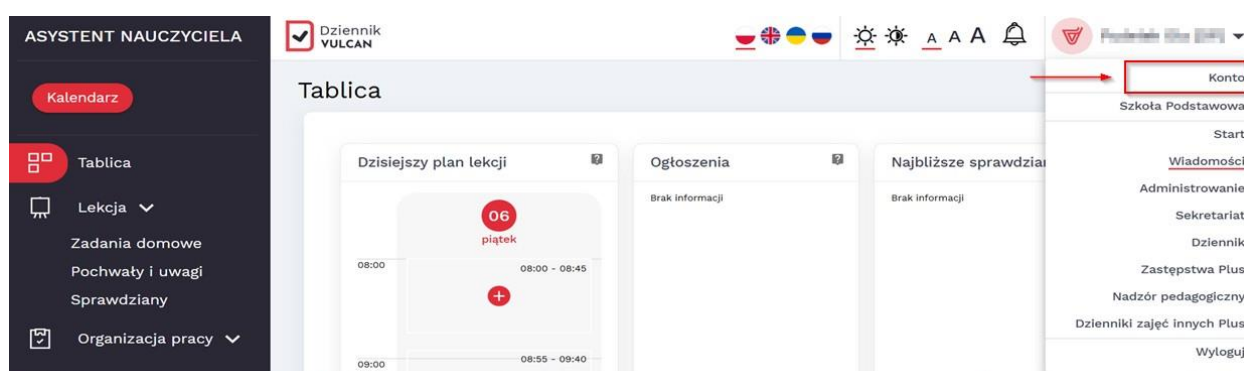 ASYSTENT NAUCZYCIELA
Kalendarz
Tablica
Lekcja
Zadania domowe
Pochwały i uwagi
Sprawdziany
Organizacja pracy
Dziennik
VULCAN
A A A
Tablica
Dzisiejszy plan lekcji
06
piątek
08:00
08:00 - 08:45
09:00
08:55 - 09:40
Ogłoszenia
Brak informacji
Najbliższe sprawdzian
Brak informacji
Konto
Szkoła Podstawowa
Start
Wiadomości
Administrowanie
Sekretariat
Dziennik
Zastępstwa Plus
Nadzór pedagogiczny
Dzienniki zajęć innych Plus
Wyloguj